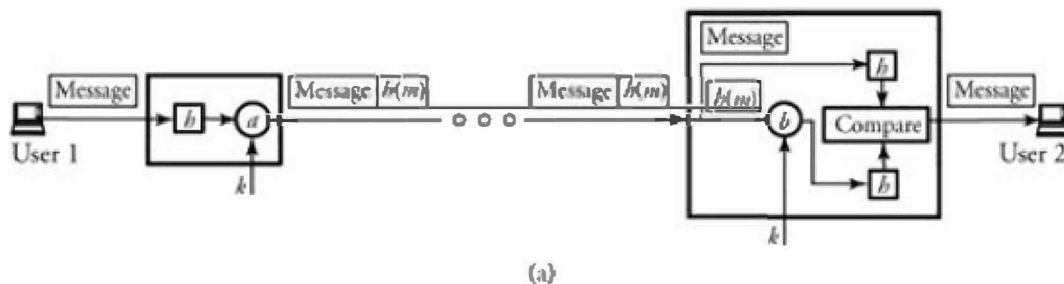 Message
h
a
k
User 1
Message h(m)
Message h(m)
Message
h(m)
b
k
h
Compare
h
Message
User 2
(a)